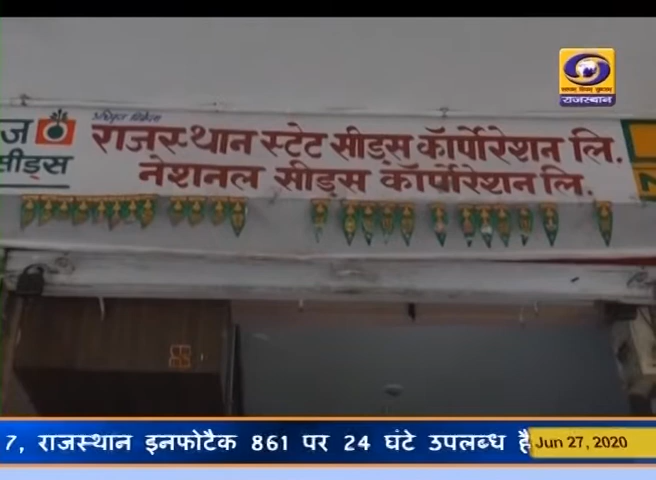 राजस्थान
अधिकृत विक्रेता
ज
सीड्स
राजस्थान स्टेट सीड्स कॉर्पोरेशन लि.
नेशनल सीड्स कॉर्पोरेशन लि.
7, राजस्थान इनफोटैक 861 पर 24 घंटे उपलब्ध है
Jun 27, 2020